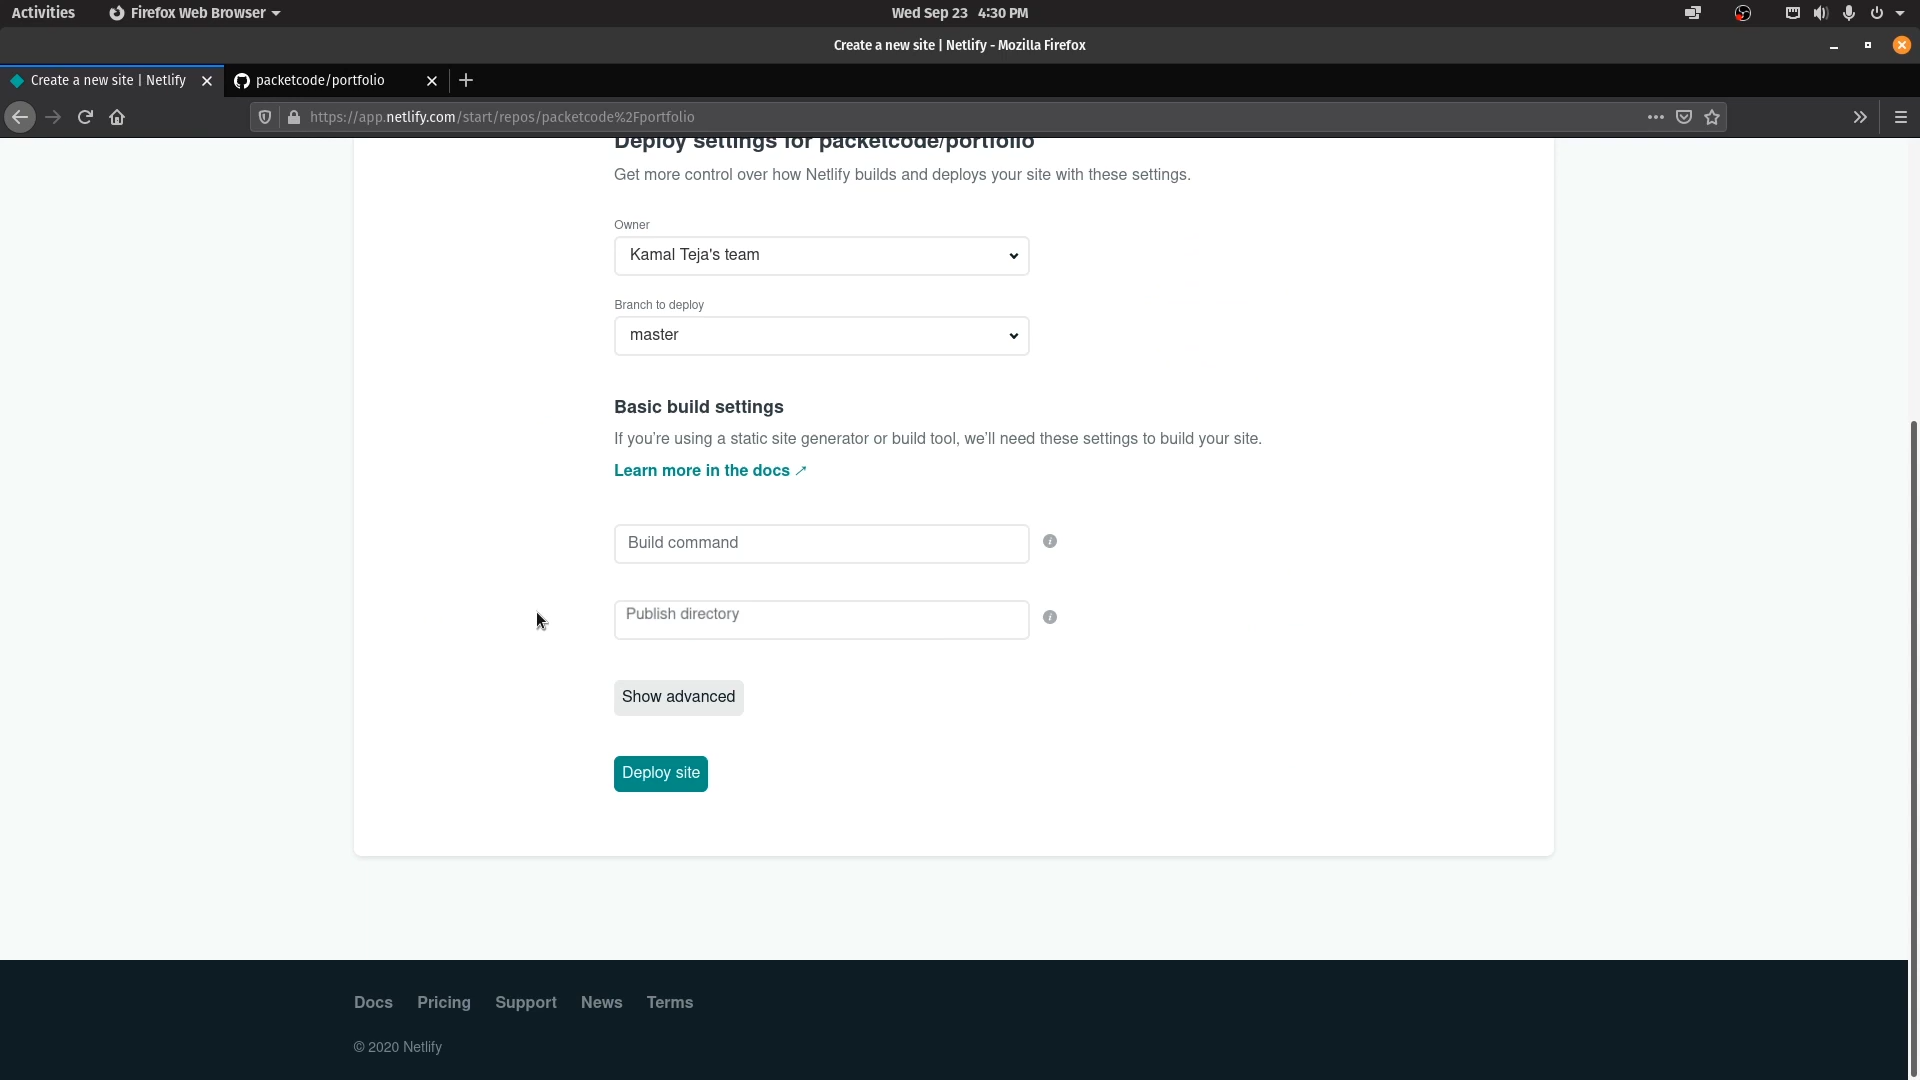 Activities
Firefox Web Browser
Wed Sep 23 4:30 PM
Create a new site | Netlify - Mozilla Firefox
Create a new site | Netlify
packetcode/portfolio
https://app.netlify.com/start/repos/packetcode%2Fportfolio
Deploy settings for packetcode/portfolio
Get more control over how Netlify builds and deploys your site with these settings.
Owner
Kamal Teja's team
Branch to deploy
master
Basic build settings
If you’re using a static site generator or build tool, we’ll need these settings to build your site.
Learn more in the docs ↗
Build command
Publish directory
Show advanced
Deploy site
Docs Pricing Support News Terms
© 2020 Netlify